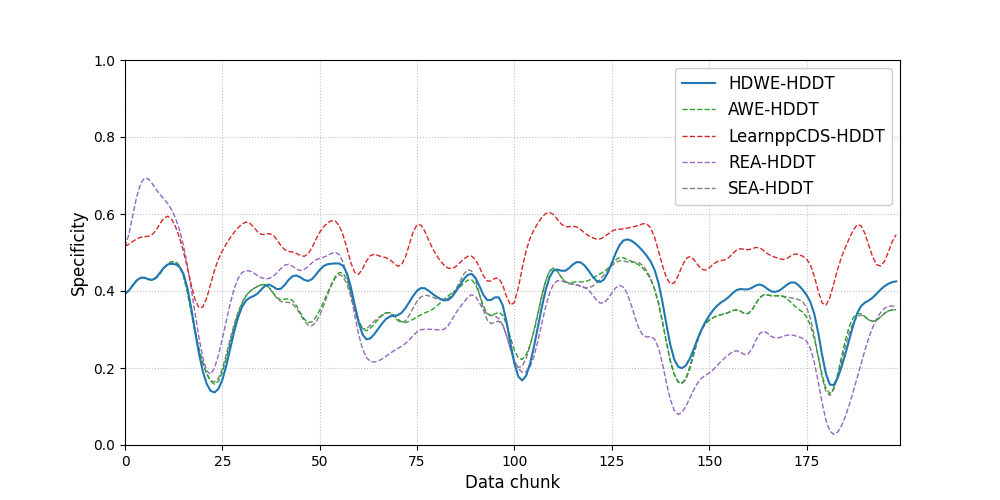 1.0
0.8
0.6
0.4
0.2
0.0
Specificity
HDWE-HDDT
AWE-HDDT
LearnppCDS-HDDT
REA-HDDT
SEA-HDDT
0 25 50 75 100 125 150 175
Data chunk